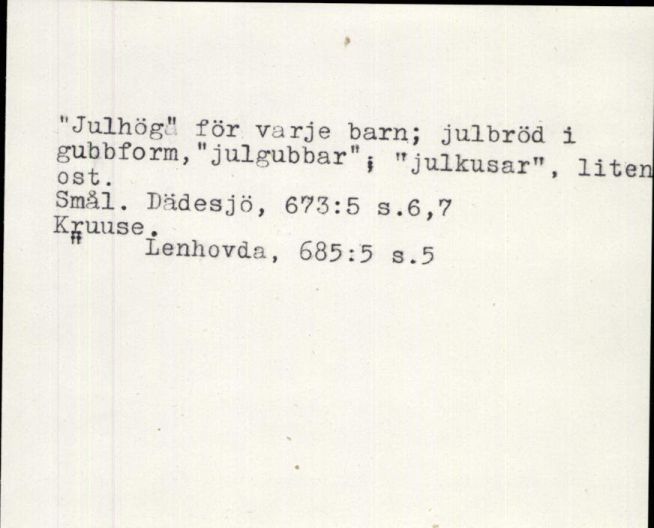 "Julhög" för varje barn; julbröd i
gubbform,"julgubbar"; "julkusar", liten
ost.
Smål. Dädesjö, 673:5 s.6,7
Kruuse.
" Lenhovda, 685:5 s.5